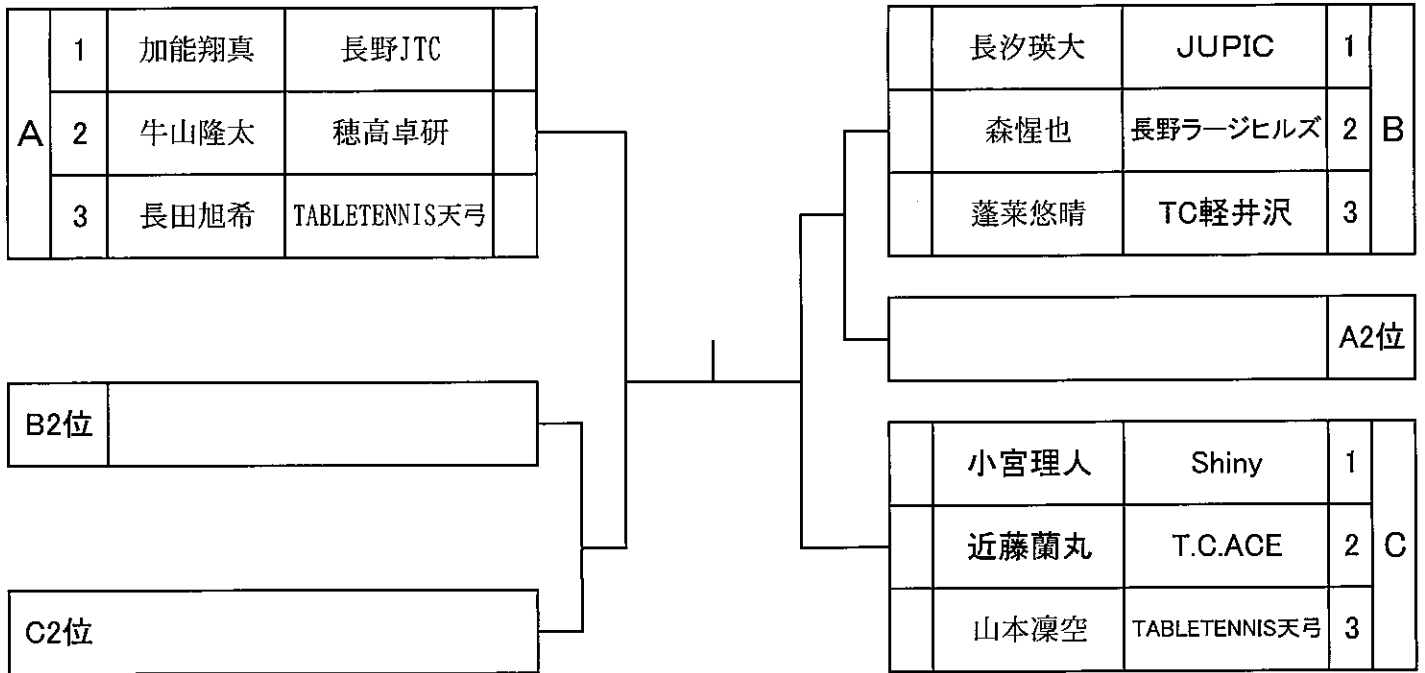 A
1 加能翔真 長野JTC
2 牛山隆太 穂高卓研
3 長田旭希 TABLETENNIS天弓
B2位
C2位
長汐瑛大 JUPIC 1
森惺也 長野ラージヒルズ 2
蓬莱悠晴 TC軽井沢 3
B
A2位
小宮理人 Shiny 1
近藤蘭丸 T.C.ACE 2
山本凜空 TABLETENNIS天弓 3
C